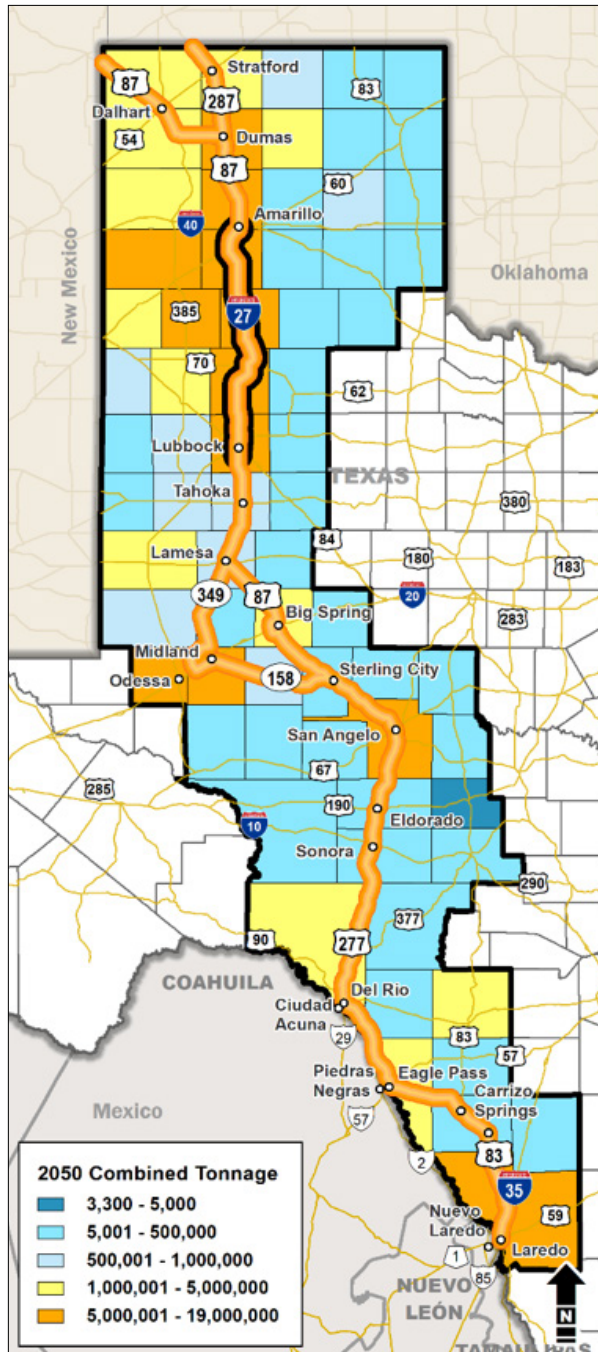 Stratford
87
83
287
Dalhart
54
Dumas
87
60
Amarillo
40
Oklahoma
New Mexico
385
27
70
62
Lubbock
TEXAS
Tahoka
380
84
Lamesa
180
183
349
87
20
Big Spring
283
Midland
Odessa
158
Sterling City
San Angelo
67
285
190
10
Eldorado
Sonora
290
377
90
277
COAHUILA
Del Rio
Ciudad
Acuna
29
83
57
Piedras
Negras
Eagle Pass
Carrizo
Springs
57
Mexico
2
83
35
59
Nuevo
Laredo
Laredo
1
85
NUEVO
LEÓN
N
TAMAULIPAS
2050 Combined Tonnage
3,300 - 5,000
5,001 - 500,000
500,001 - 1,000,000
1,000,001 - 5,000,000
5,000,001 - 19,000,000